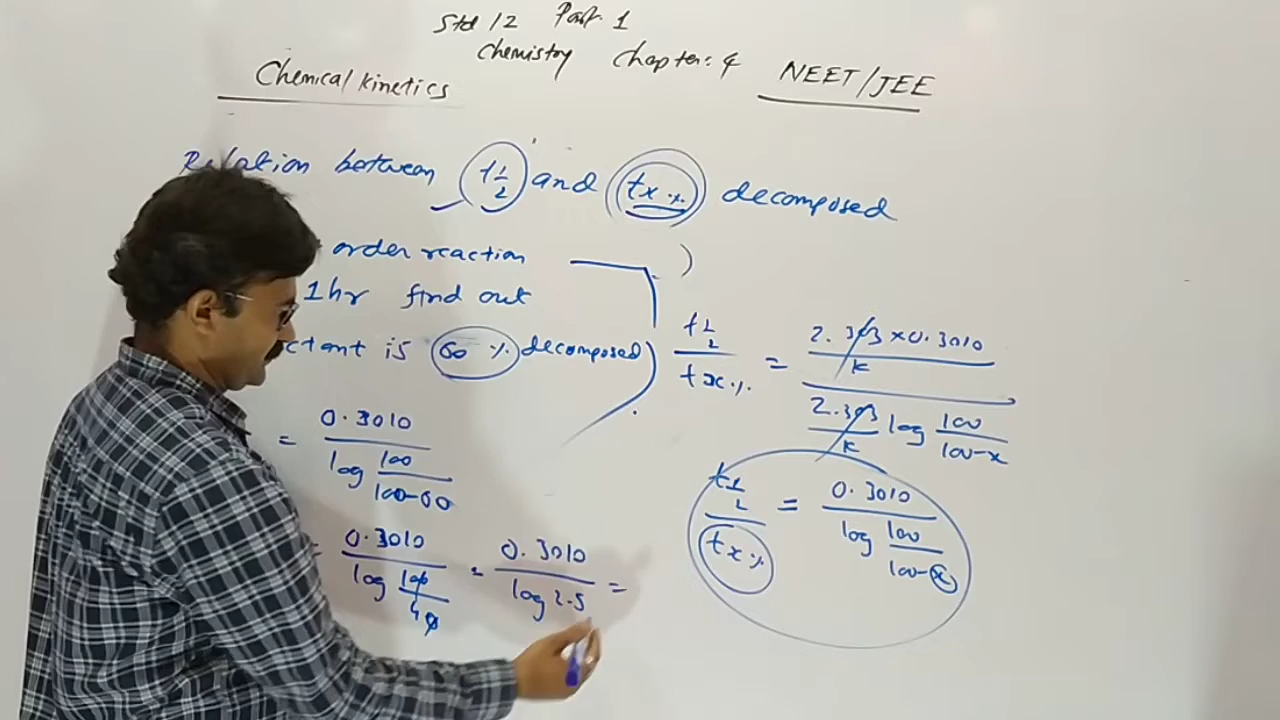 Std 12 Part. 1
Chemistry Chapter: 4
NEET/JEE
Chemical kinetics
Relation between t1/2 and tx% decomposed
order reaction
1hr find out
ctant is 60 % decomposed
= 0.3010 / log 100/100-60
= 0.3010 / log 100/40 = 0.3010 / log 2.5 =
t1/2 / tx% = 2.303 x 0.3010 / K / 2.303 / K log 100/100-x
t1/2 / tx% = 0.3010 / log 100/100-x